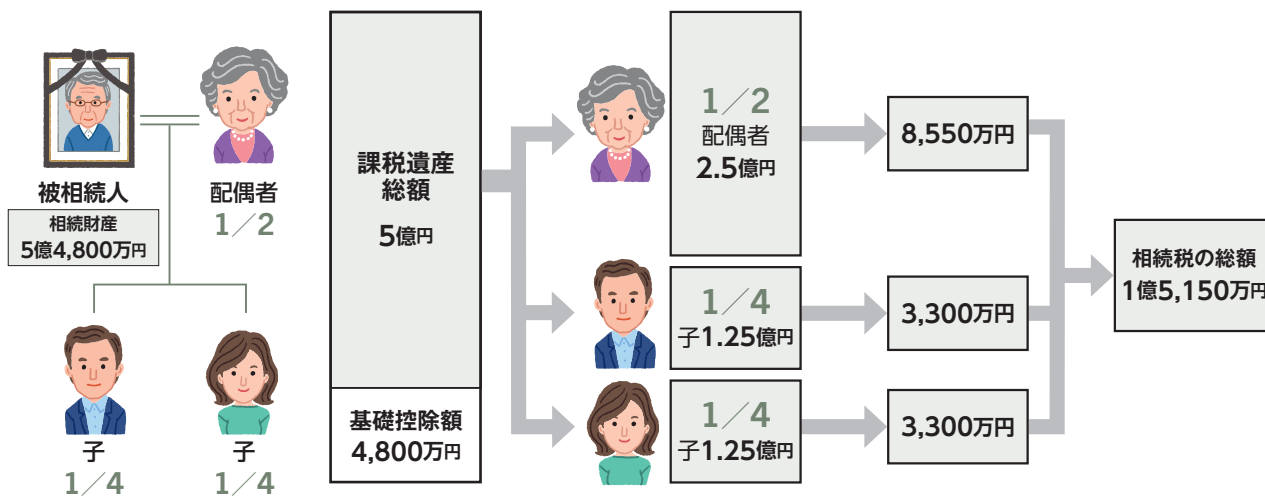 被相続人
相続財産
5億4,800万円
配偶者
1/2
子
1/4
子
1/4
課税遺産
総額
5億円
基礎控除額
4,800万円
1/2
配偶者
2.5億円
1/4
子1.25億円
1/4
子1.25億円
8,550万円
3,300万円
3,300万円
相続税の総額
1億5,150万円